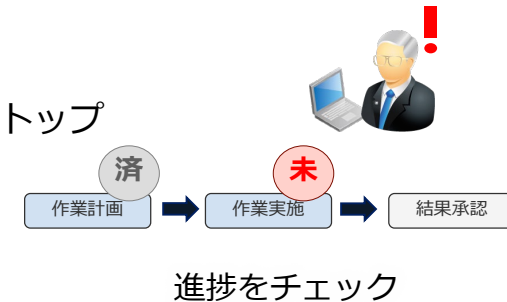 !
トップ
済 未
作業計画 作業実施 結果承認
進捗をチェック